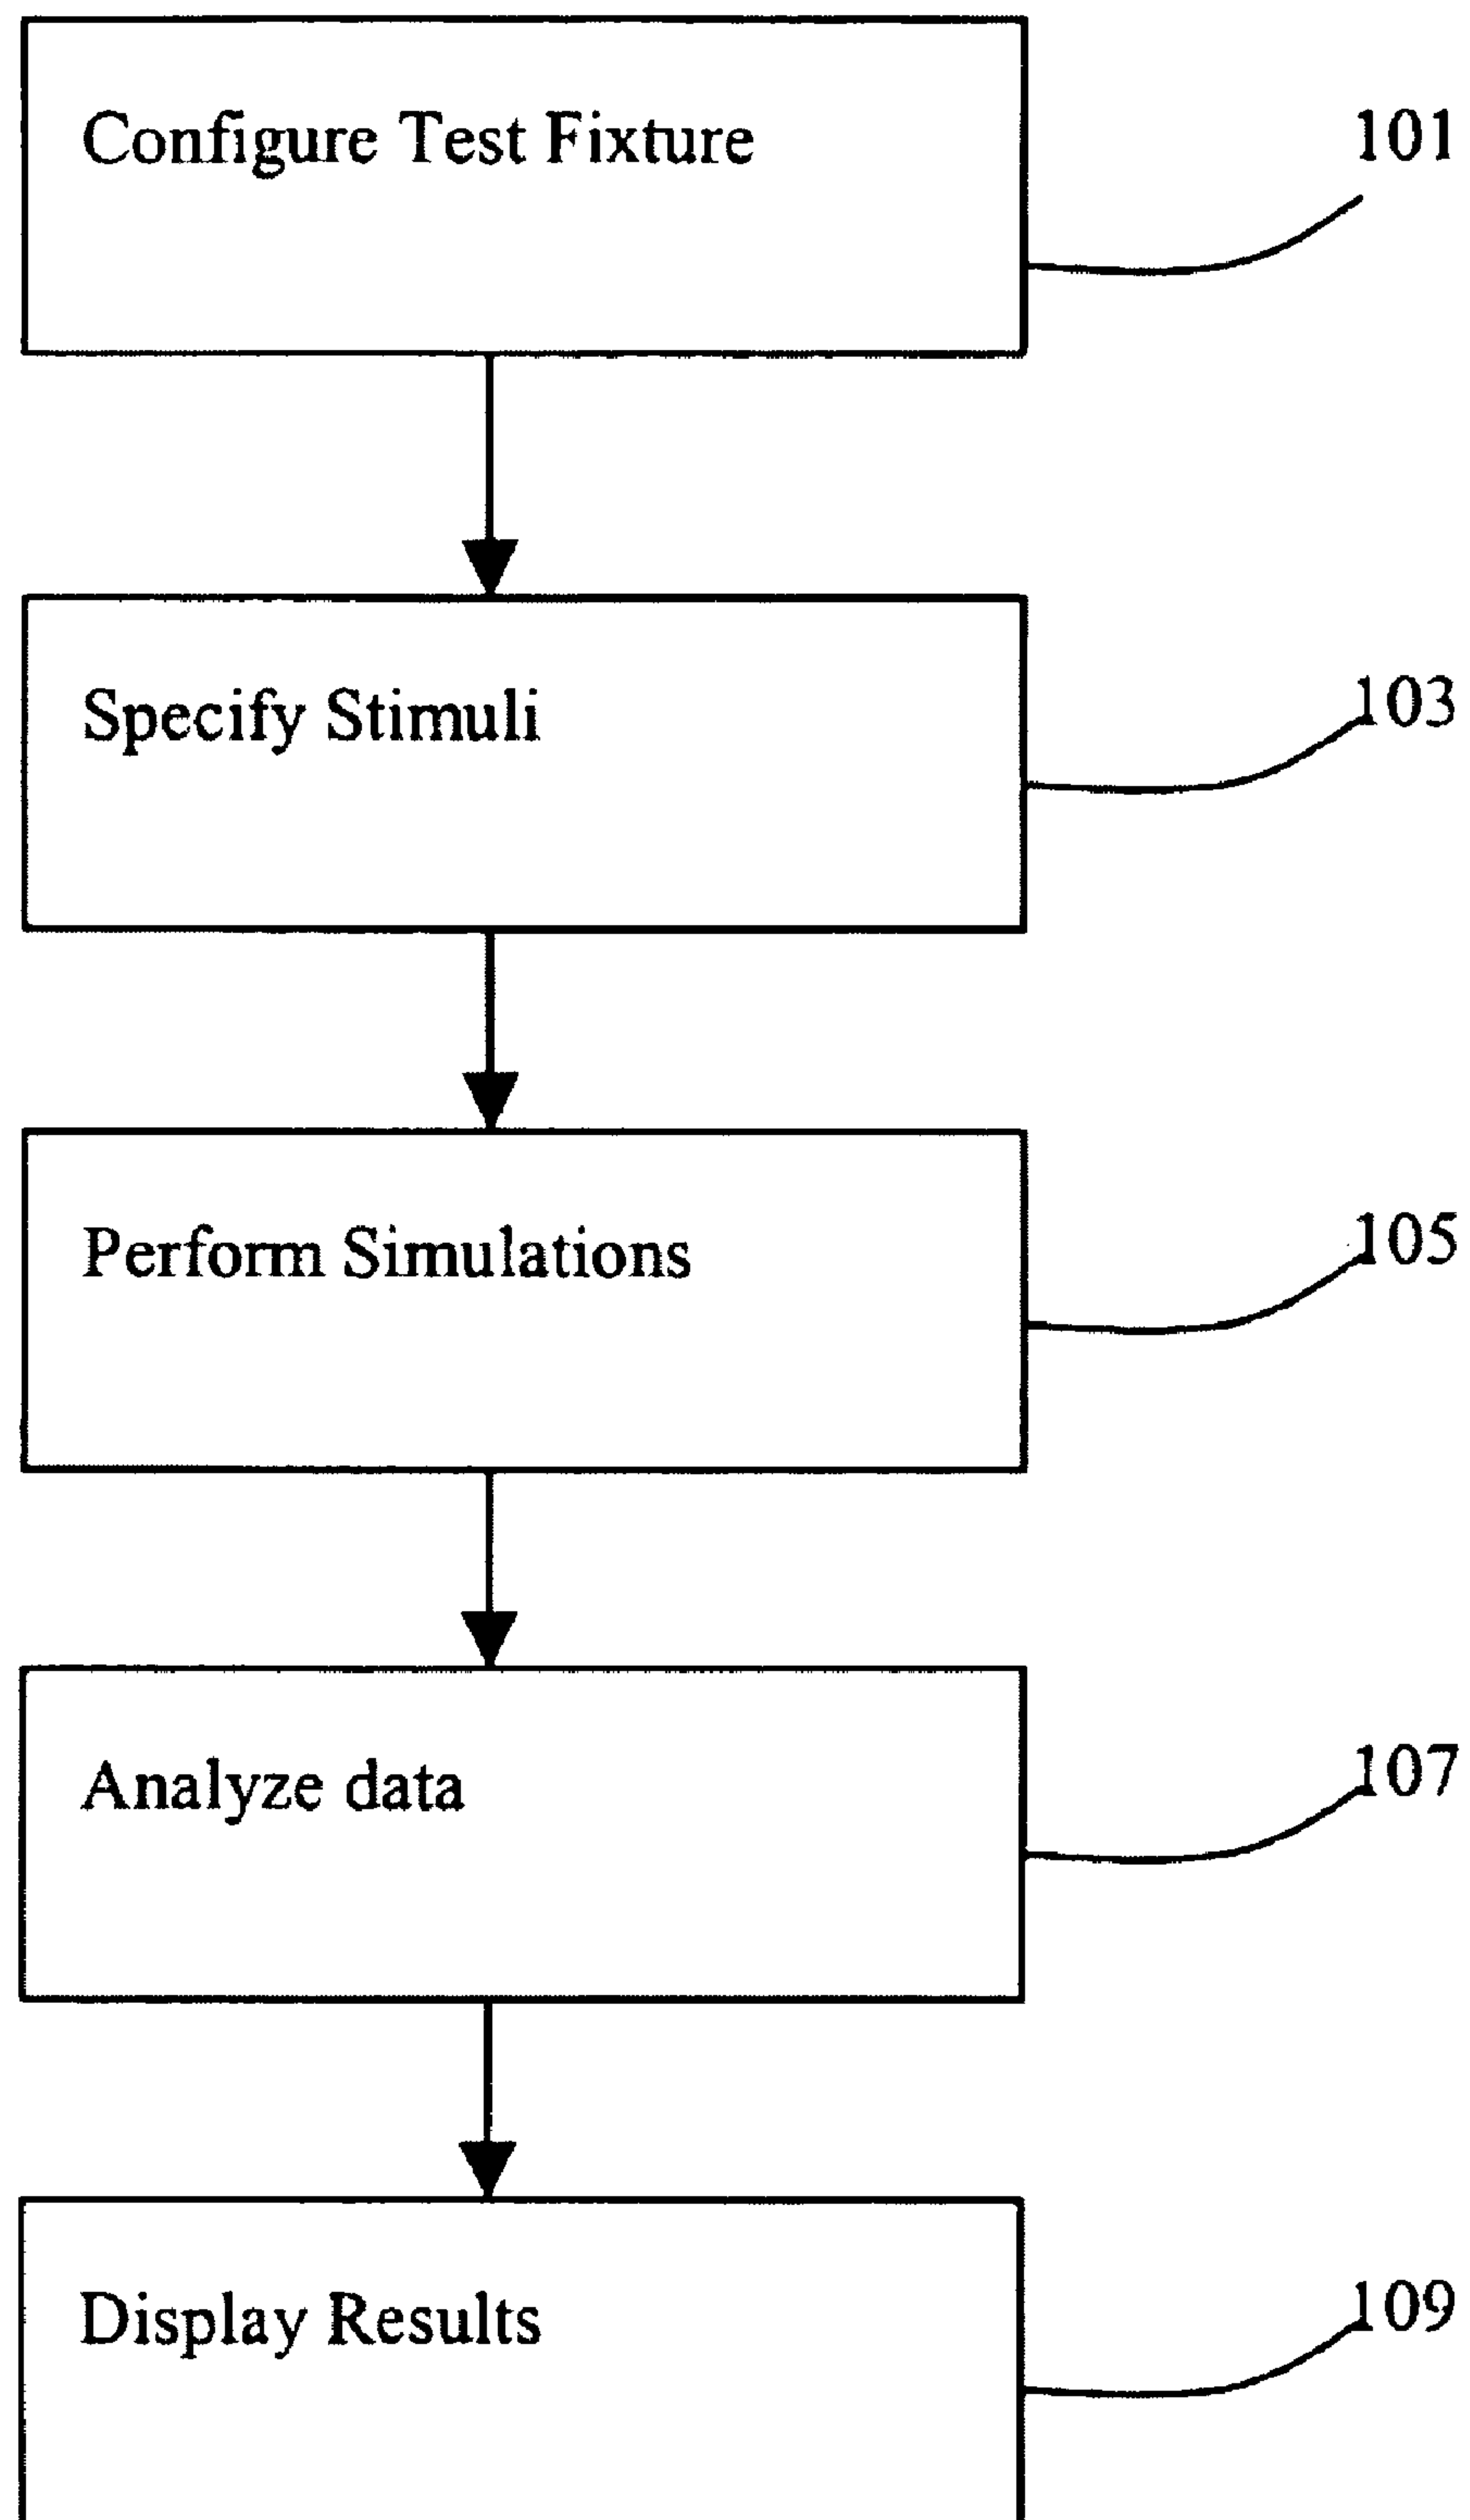 Configure Test Fixture
101
Specify Stimuli
103
Perform Simulations
105
Analyze data
107
Display Results
109